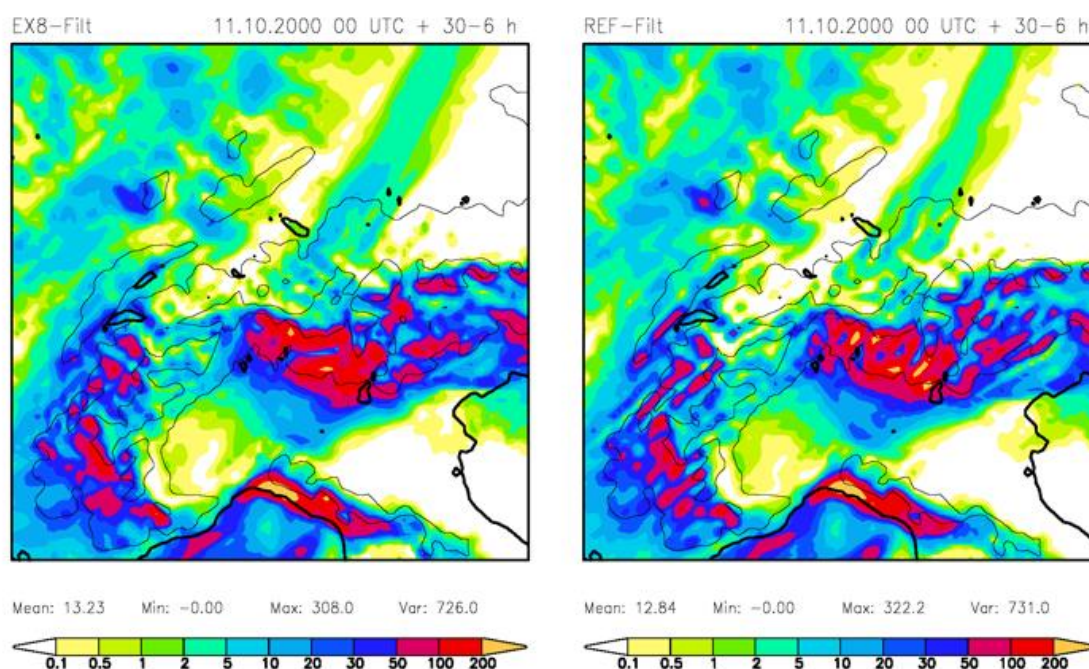 EX8-Filt 11.10.2000 00 UTC + 30-6 h
Mean: 13.23 Min: -0.00 Max: 308.0 Var: 726.0
0.1 0.5 1 2 5 10 20 30 50 100 200
REF-Filt 11.10.2000 00 UTC + 30-6 h
Mean: 12.84 Min: -0.00 Max: 322.2 Var: 731.0
0.1 0.5 1 2 5 10 20 30 50 100 200